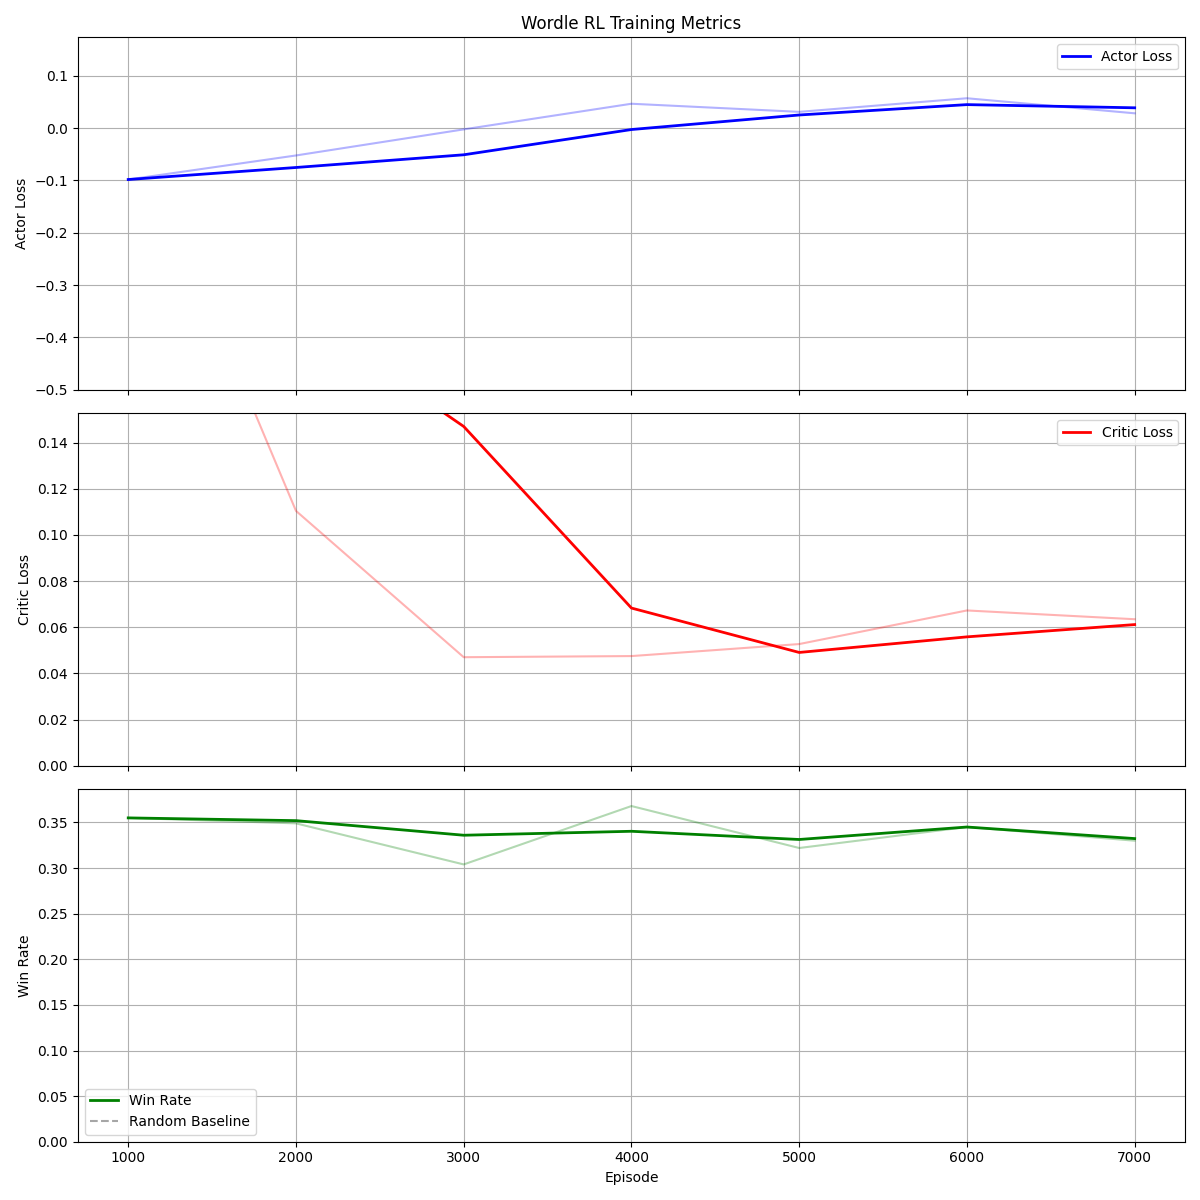 Wordle RL Training Metrics
Actor Loss
0.1
0.0
−0.1
−0.2
−0.3
−0.4
−0.5
Actor Loss
Critic Loss
0.14
0.12
0.10
0.08
0.06
0.04
0.02
0.00
Critic Loss
0.35
0.30
0.25
0.20
0.15
0.10
0.05
0.00
Win Rate
Win Rate
Random Baseline
1000 2000 3000 4000 5000 6000 7000
Episode